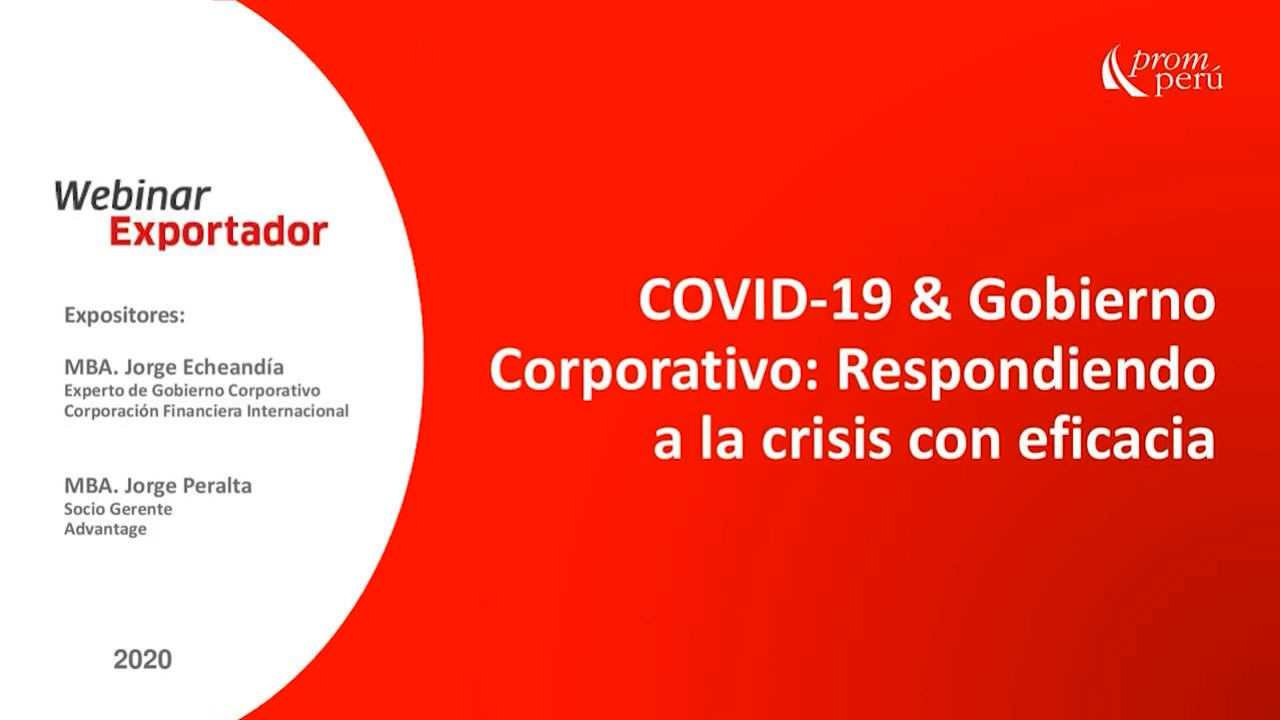 Webinar
Exportador
Expositores:
MBA. Jorge Echeandía
Experto de Gobierno Corporativo
Corporación Financiera Internacional
MBA. Jorge Peralta
Socio Gerente
Advantage
2020
prom
perú
COVID-19 & Gobierno
Corporativo: Respondiendo
a la crisis con eficacia